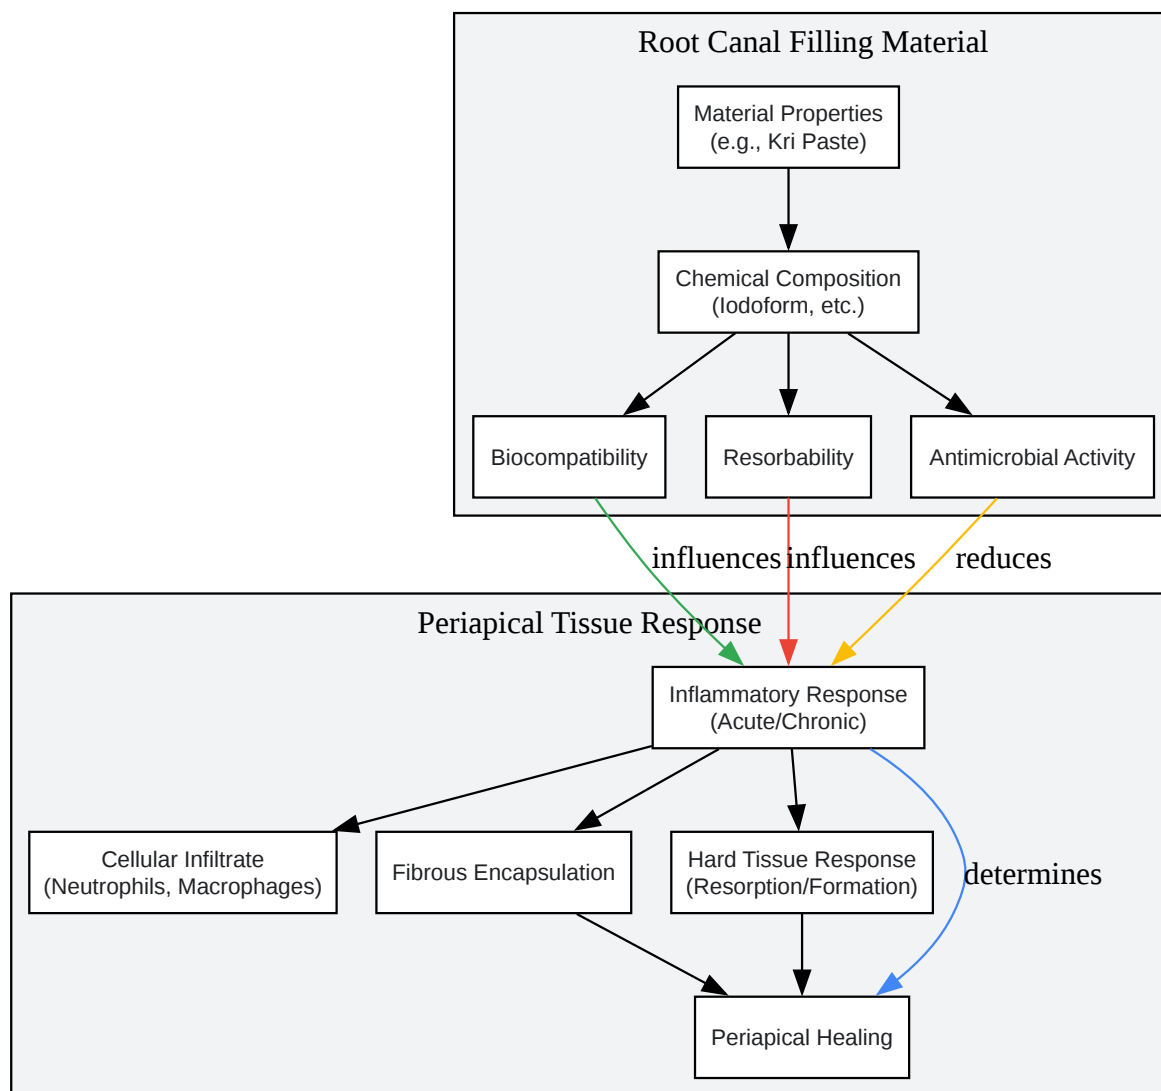 Root Canal Filling Material
Material Properties
(e.g., Kri Paste)
Chemical Composition
(Iodoform, etc.)
Biocompatibility
Resorbability
Antimicrobial Activity
influences
influences
reduces
Periapical Tissue Response
Inflammatory Response
(Acute/Chronic)
Cellular Infiltrate
(Neutrophils, Macrophages)
Fibrous Encapsulation
Hard Tissue Response
(Resorption/Formation)
determines
Periapical Healing